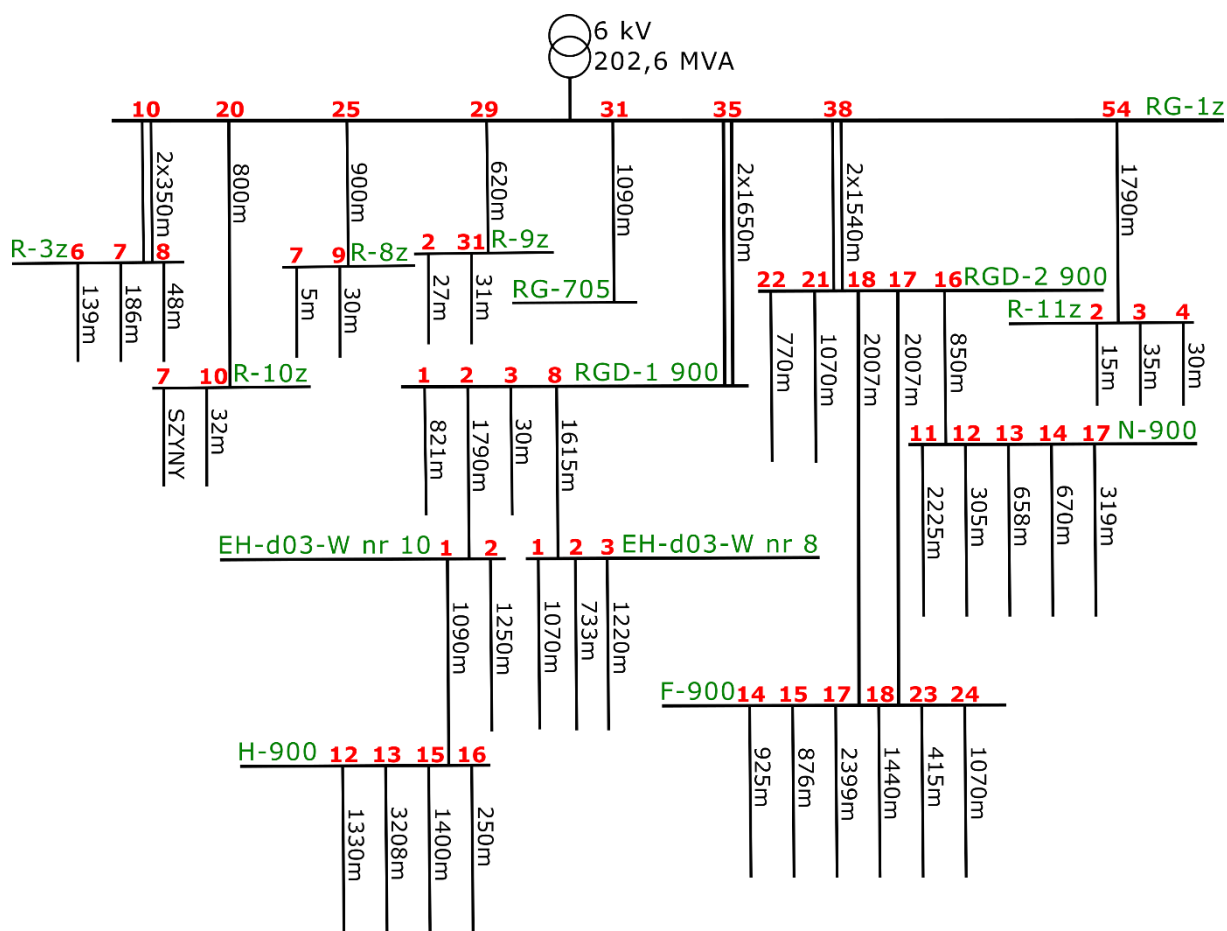 6 kV
202,6 MVA
10 20 25 29 31 35 38 54 RG-1z
2x350m 800m 900m 620m 1090m 2x1650m 2x1540m 1790m
R-3z 6 7 8
139m 186m 48m
7 9 R-8z
5m 30m
2 31 R-9z
27m 31m
RG-705
22 21 18 17 16 RGD-2 900
770m 1070m 2007m 2007m 850m
R-11z 2 3 4
15m 35m 30m
7 10 R-10z
SZYNY 32m
1 2 3 8 RGD-1 900
821m 1790m 30m 1615m
11 12 13 14 17 N-900
2225m 305m 658m 670m 319m
EH-d03-W nr 10 1 2
1090m 1250m
1 2 3 EH-d03-W nr 8
1070m 733m 1220m
F-900 14 15 17 18 23 24
925m 876m 2399m 1440m 415m 1070m
H-900 12 13 15 16
1330m 3208m 1400m 250m